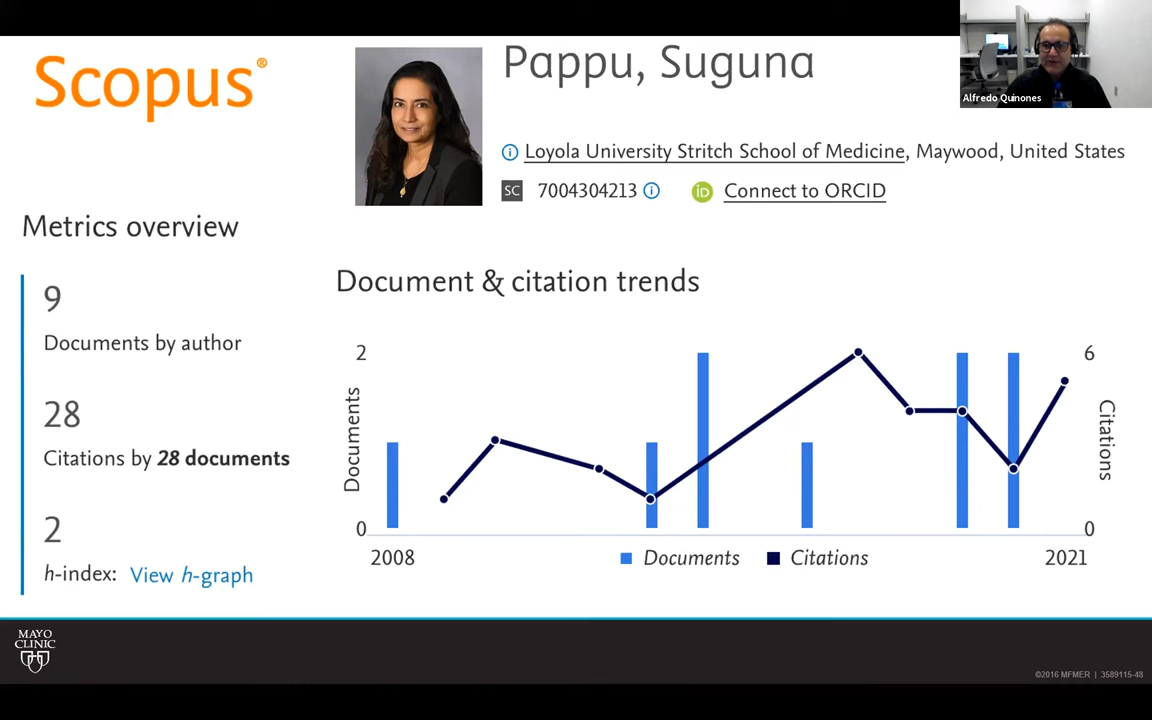 Scopus®
Pappu, Suguna
Alfredo Quinones
Loyola University Stritch School of Medicine, Maywood, United States
SC 7004304213 i iD Connect to ORCID
Metrics overview
9
Documents by author
28
Citations by 28 documents
2
h-index: View h-graph
Document & citation trends
2
6
Documents
Citations
0
0
2008
2021
Documents
Citations
MAYO
CLINIC
©2016 MFMER | 3589115-48